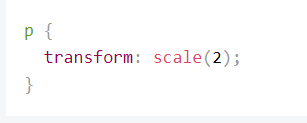 p {
  transform: scale(2);
}